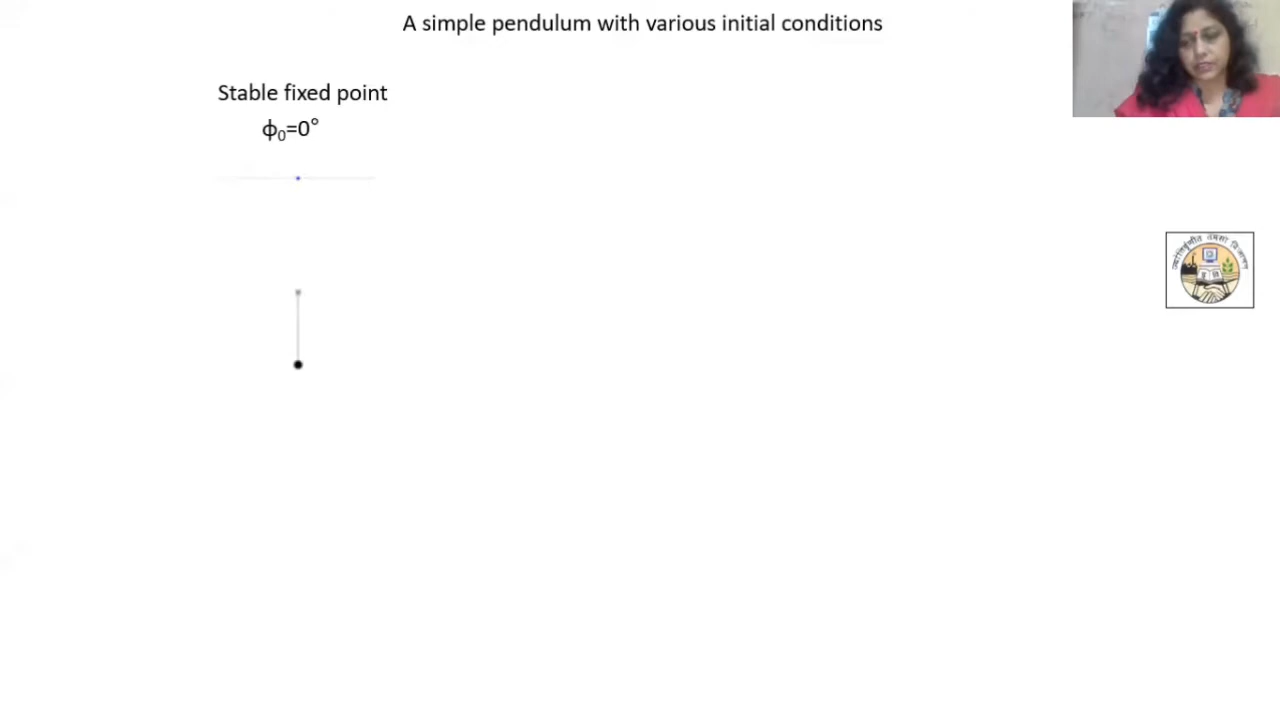 A simple pendulum with various initial conditions
Stable fixed point
ϕ₀=0°